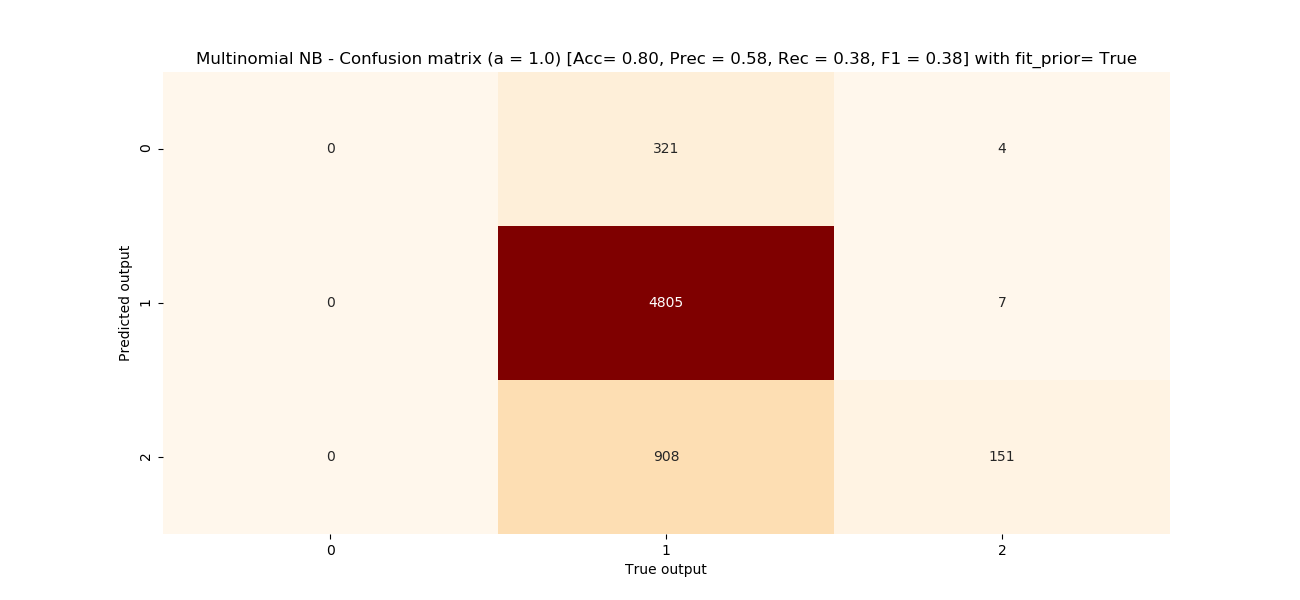 Multinomial NB - Confusion matrix (a = 1.0) [Acc= 0.80, Prec = 0.58, Rec = 0.38, F1 = 0.38] with fit_prior= True
0 0 321 4
1 0 4805 7
2 0 908 151
Predicted output
0 1 2
True output